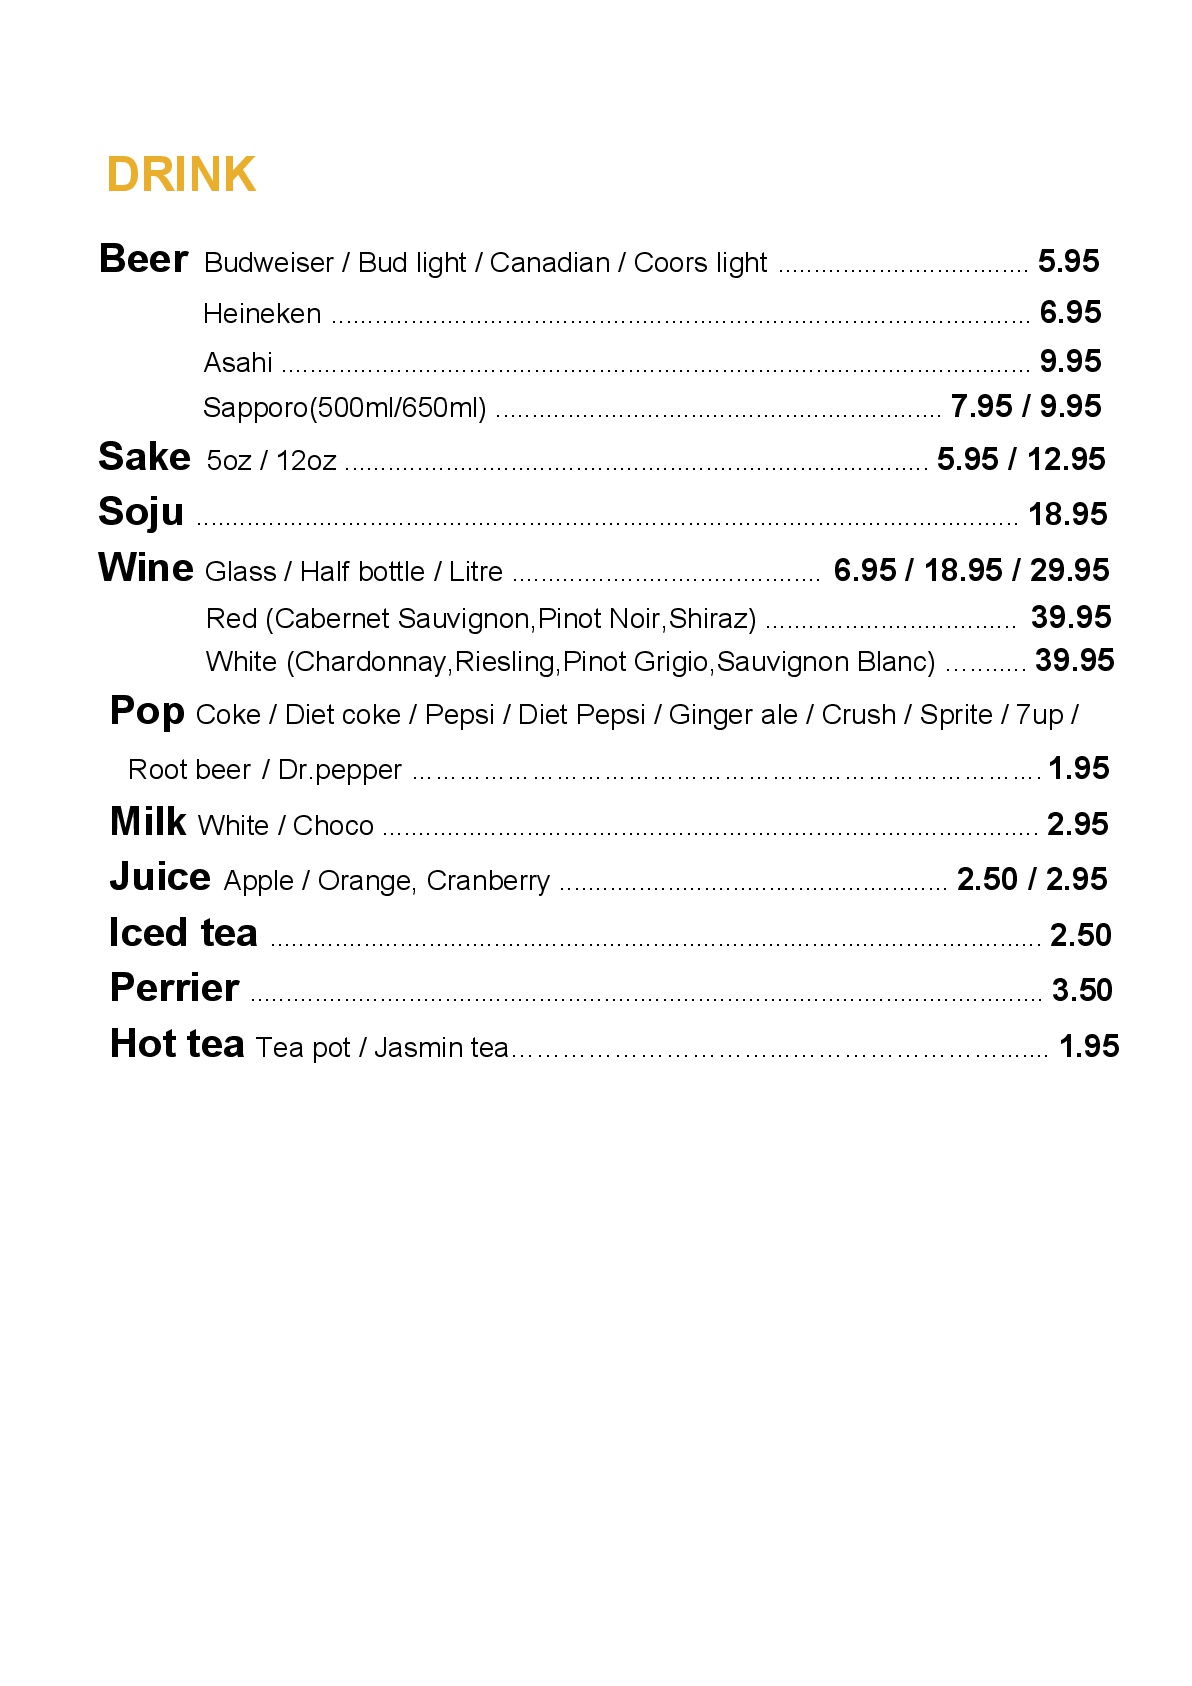 DRINK
Beer Budweiser / Bud light / Canadian / Coors light ................................... 5.95
Heineken ................................................................................................. 6.95
Asahi ........................................................................................................ 9.95
Sapporo(500ml/650ml) .............................................................. 7.95 / 9.95
Sake 5oz / 12oz ................................................................................. 5.95 / 12.95
Soju .................................................................................................................. 18.95
Wine Glass / Half bottle / Litre ........................................... 6.95 / 18.95 / 29.95
Red (Cabernet Sauvignon,Pinot Noir,Shiraz) ................................... 39.95
White (Chardonnay,Riesling,Pinot Grigio,Sauvignon Blanc) ........... 39.95
Pop Coke / Diet coke / Pepsi / Diet Pepsi / Ginger ale / Crush / Sprite / 7up /
Root beer / Dr.pepper ……………………………………………………………………. 1.95
Milk White / Choco ........................................................................................... 2.95
Juice Apple / Orange, Cranberry ...................................................... 2.50 / 2.95
Iced tea ........................................................................................................... 2.50
Perrier .............................................................................................................. 3.50
Hot tea Tea pot / Jasmin tea…………………………………………………….... 1.95